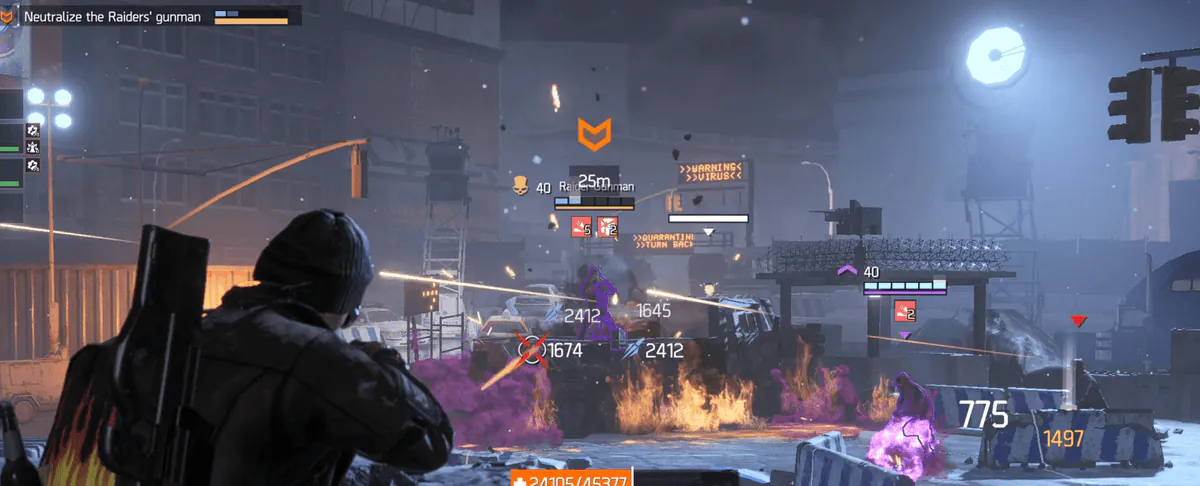 Neutralize the Raiders' gunman
25m
40 Raider Gunman
5
2
>>WARNING<
>>VIRUS<<
>>QUARANTINE
>>TURN BACK
40
2
2412
1645
1674
2412
775
1497
24105/45377